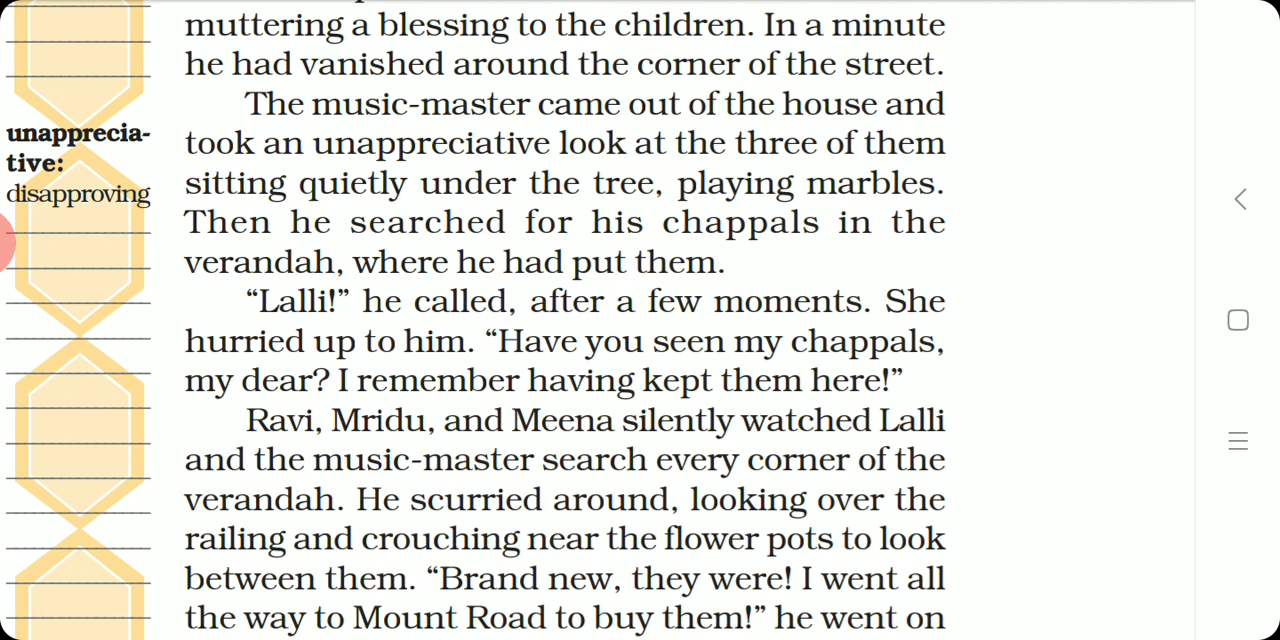 muttering a blessing to the children. In a minute
he had vanished around the corner of the street.
The music-master came out of the house and
took an unappreciative look at the three of them
sitting quietly under the tree, playing marbles.
Then he searched for his chappals in the
verandah, where he had put them.
“Lalli!” he called, after a few moments. She
hurried up to him. “Have you seen my chappals,
my dear? I remember having kept them here!”
Ravi, Mridu, and Meena silently watched Lalli
and the music-master search every corner of the
verandah. He scurried around, looking over the
railing and crouching near the flower pots to look
between them. “Brand new, they were! I went all
the way to Mount Road to buy them!” he went on
unapprecia-
tive:
disapproving